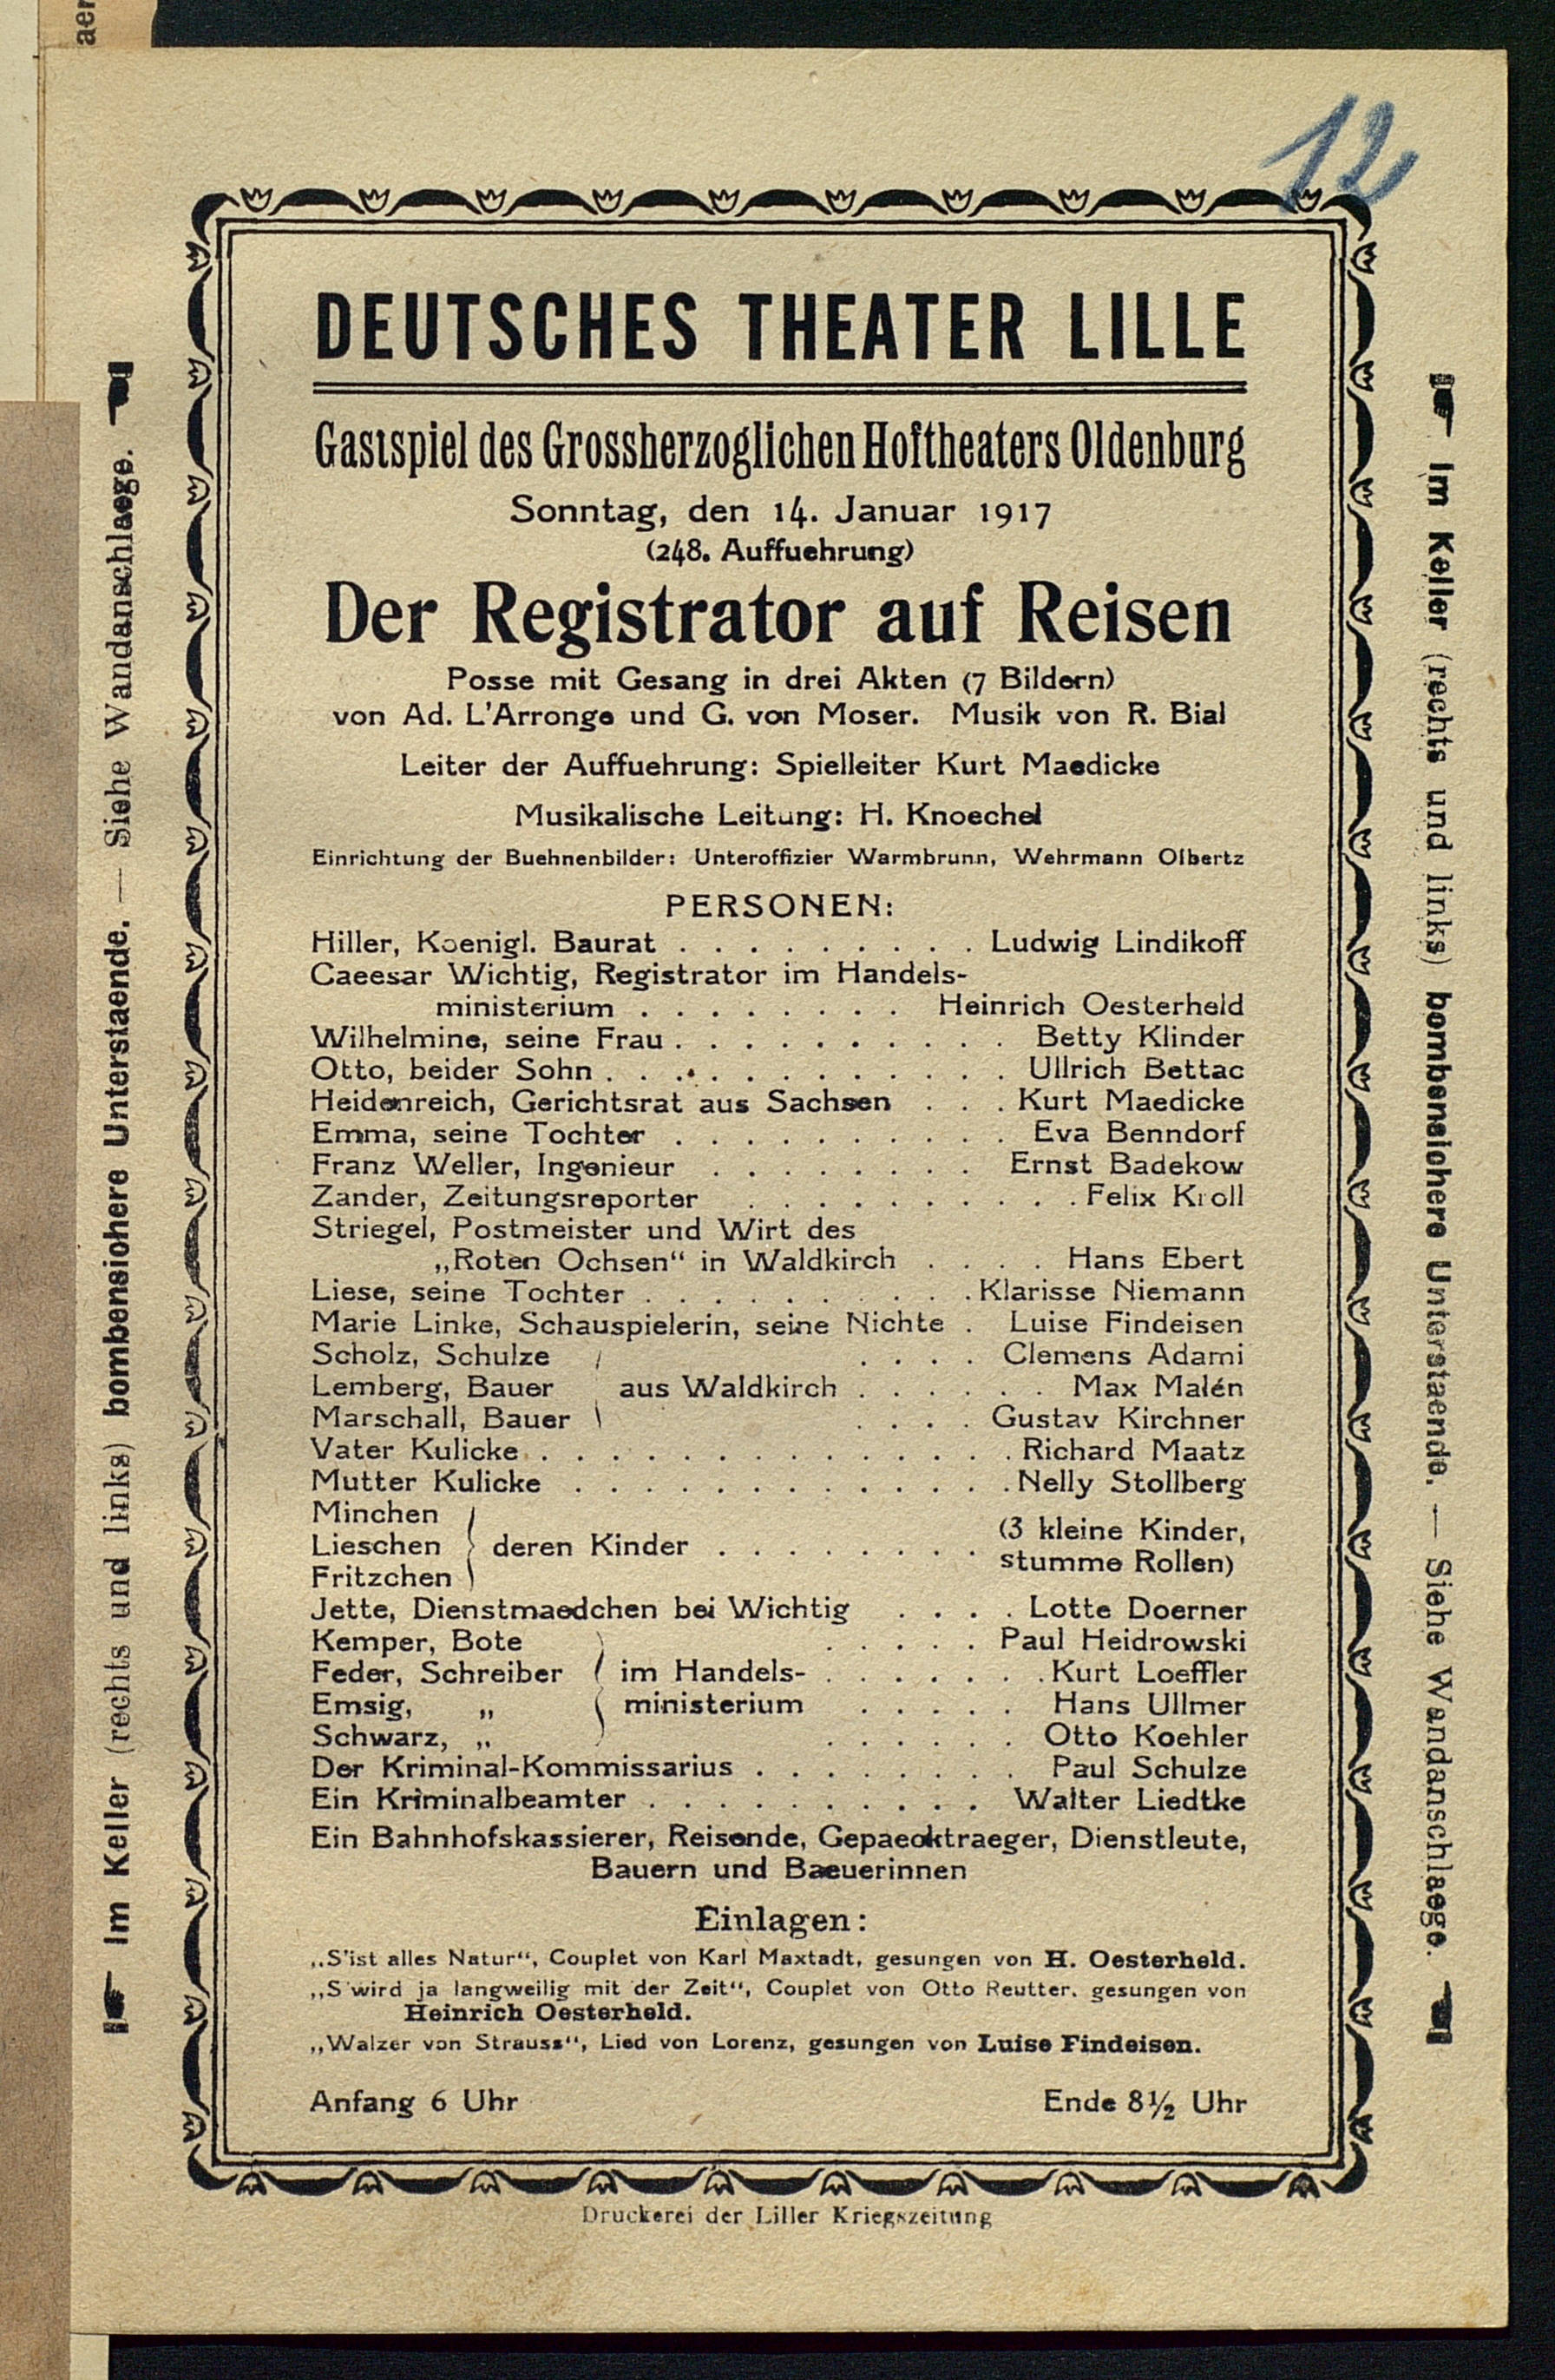 12
DEUTSCHES THEATER LILLE
Gastspiel des Grossherzoglichen Hoftheaters Oldenburg
Sonntag, den 14. Januar 1917
(248. Auffuehrung)
Der Registrator auf Reisen
Posse mit Gesang in drei Akten (7 Bildern)
von Ad. L'Arronge und G. von Moser. Musik von R. Bial
Leiter der Auffuehrung: Spielleiter Kurt Maedicke
Musikalische Leitung: H. Knoechel
Einrichtung der Buehnenbilder: Unteroffizier Warmbrunn, Wehrmann Olbertz
PERSONEN:
Hiller, Koenigl. Baurat . . . . . . . . . Ludwig Lindikoff
Caeesar Wichtig, Registrator im Handels-
ministerium . . . . . . . . Heinrich Oesterheld
Wilhelmine, seine Frau . . . . . . . . . . Betty Klinder
Otto, beider Sohn . . . . . . . . . . . . Ullrich Bettac
Heidenreich, Gerichtsrat aus Sachsen . . . Kurt Maedicke
Emma, seine Tochter . . . . . . . . . . Eva Benndorf
Franz Weller, Ingenieur . . . . . . . . Ernst Badekow
Zander, Zeitungsreporter . . . . . . . . . . Felix Kroll
Striegel, Postmeister und Wirt des
„Roten Ochsen“ in Waldkirch . . . . Hans Ebert
Liese, seine Tochter . . . . . . . . . . Klarisse Niemann
Marie Linke, Schauspielerin, seine Nichte . Luise Findeisen
Scholz, Schulze . . . . Clemens Adami
Lemberg, Bauer aus Waldkirch . . . . . . Max Malén
Marschall, Bauer . . . . Gustav Kirchner
Vater Kulicke . . . . . . . . . . . . . . Richard Maatz
Mutter Kulicke . . . . . . . . . . . . . Nelly Stollberg
Minchen
(3 kleine Kinder,
Lieschen } deren Kinder . . . . . . . .
stumme Rollen)
Fritzchen
Jette, Dienstmaedchen bei Wichtig . . . . Lotte Doerner
Kemper, Bote . . . . . Paul Heidrowski
Feder, Schreiber im Handels- . . . . . . . Kurt Loeffler
Emsig, „ ministerium . . . . . Hans Ullmer
Schwarz, „ . . . . . . Otto Koehler
Der Kriminal-Kommissarius . . . . . . . . Paul Schulze
Ein Kriminalbeamter . . . . . . . . . . Walter Liedtke
Ein Bahnhofskassierer, Reisende, Gepaecktraeger, Dienstleute,
Bauern und Baeuerinnen
Einlagen:
„S'ist alles Natur“, Couplet von Karl Maxtadt, gesungen von H. Oesterheld.
„S'wird ja langweilig mit der Zeit“, Couplet von Otto Reutter, gesungen von
Heinrich Oesterheld.
„Walzer von Strauss“, Lied von Lorenz, gesungen von Luise Findeisen.
Anfang 6 Uhr Ende 8½ Uhr
Druckerei der Liller Kriegszeitung
Im Keller (rechts und links) bombensichere Unterstaende. — Siehe Wandanschlaege.
Im Keller (rechts und links) bombensichere Unterstaende. — Siehe Wandanschlaege.